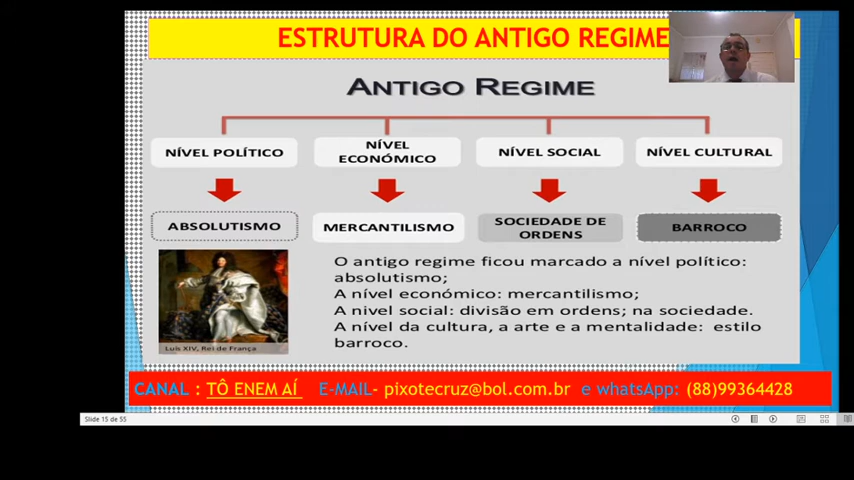 ESTRUTURA DO ANTIGO REGIME
ANTIGO REGIME
NÍVEL POLÍTICO
NÍVEL
ECONÓMICO
NÍVEL SOCIAL
NÍVEL CULTURAL
ABSOLUTISMO
MERCANTILISMO
SOCIEDADE DE
ORDENS
BARROCO
Luís XIV, Rei de França
O antigo regime ficou marcado a nível político:
absolutismo;
A nível económico: mercantilismo;
A nivel social: divisão em ordens; na sociedade.
A nível da cultura, a arte e a mentalidade: estilo
barroco.
CANAL : TÔ ENEM AÍ E-MAIL- pixotecruz@bol.com.br e whatsApp: (88)99364428
Slide 15 de 55